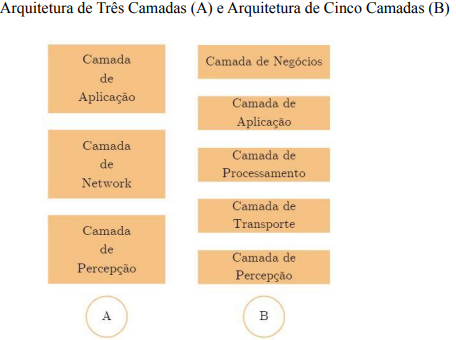 Arquitetura de Três Camadas (A) e Arquitetura de Cinco Camadas (B)
Camada
de
Aplicação
Camada
de
Network
Camada
de
Percepção
A
Camada de Negócios
Camada de
Aplicação
Camada de
Processamento
Camada de
Transporte
Camada de
Percepção
B